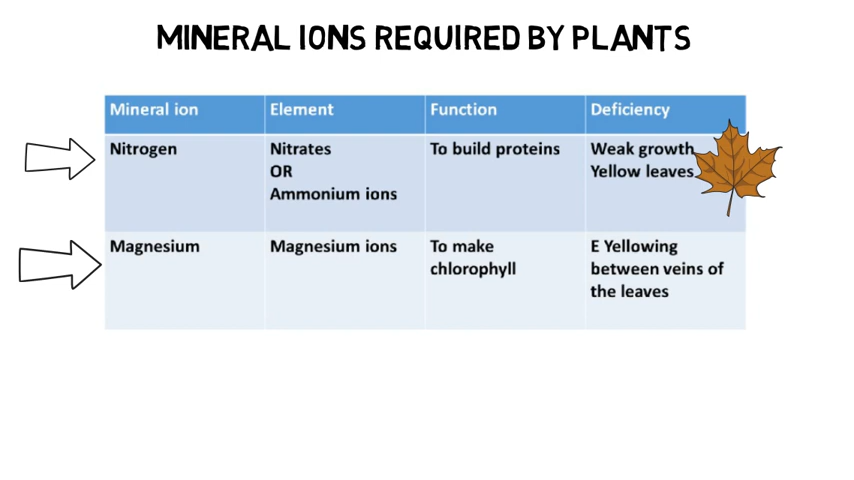 MINERAL IONS REQUIRED BY PLANTS
Mineral ion Element Function Deficiency
Nitrogen Nitrates To build proteins Weak growth
OR Yellow leaves
Ammonium ions
Magnesium Magnesium ions To make E Yellowing
chlorophyll between veins of
the leaves